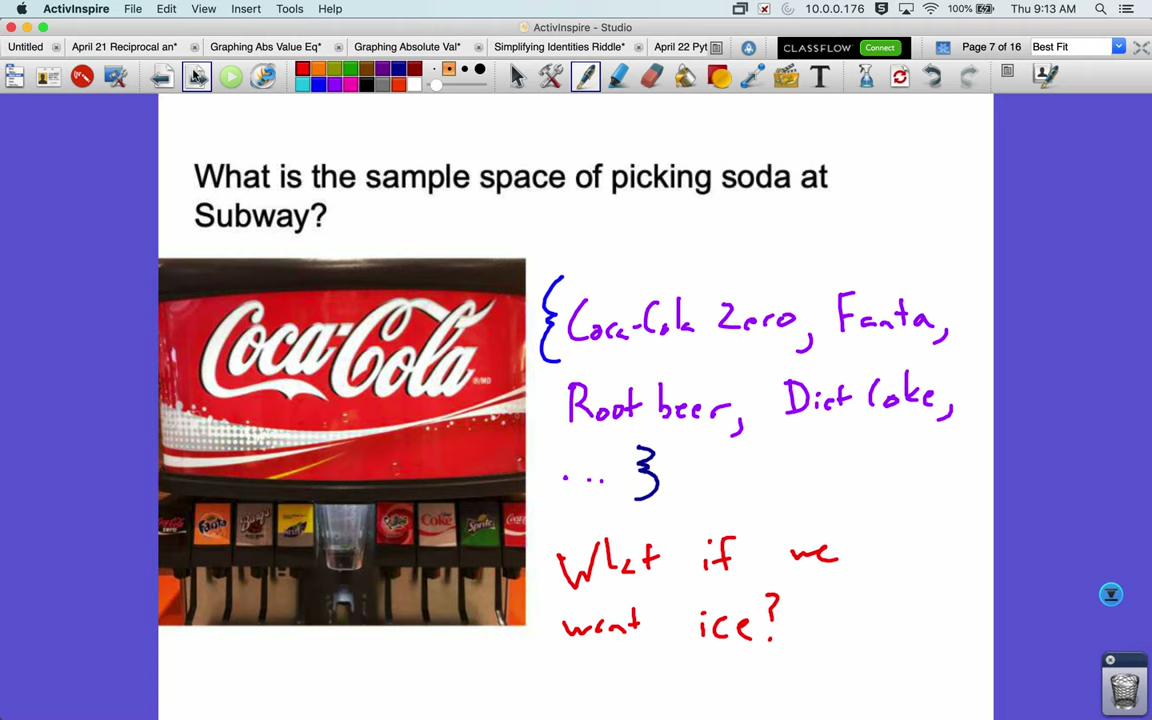 ActivInspire File Edit View Insert Tools Help 10.0.0.176 100% Thu 9:13 AM
ActivInspire - Studio
Untitled April 21 Reciprocal an* Graphing Abs Value Eq* Graphing Absolute Val* Simplifying Identities Riddle* April 22 Pyt CLASSFLOW Connect Page 7 of 16 Best Fit
What is the sample space of picking soda at
Subway?
Coca-Cola
{Coca-Cola Zero, Fanta,
Root beer, Diet Coke,
... }
Fanta Barq's Coke Sprite
What if we
want ice?